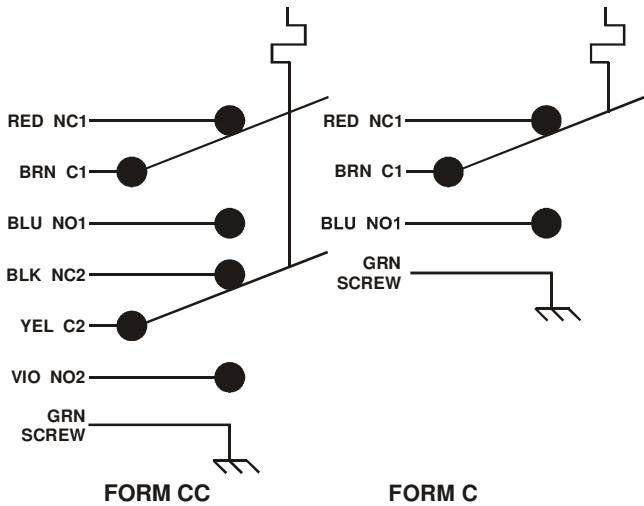 RED NC1
BRN C1
BLU NO1
BLK NC2
YEL C2
VIO NO2
GRN
SCREW
FORM CC
RED NC1
BRN C1
BLU NO1
GRN
SCREW
FORM C